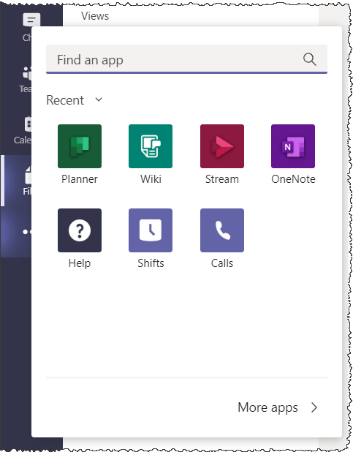 Views
Find an app
Recent
Planner Wiki Stream OneNote
Help Shifts Calls
More apps